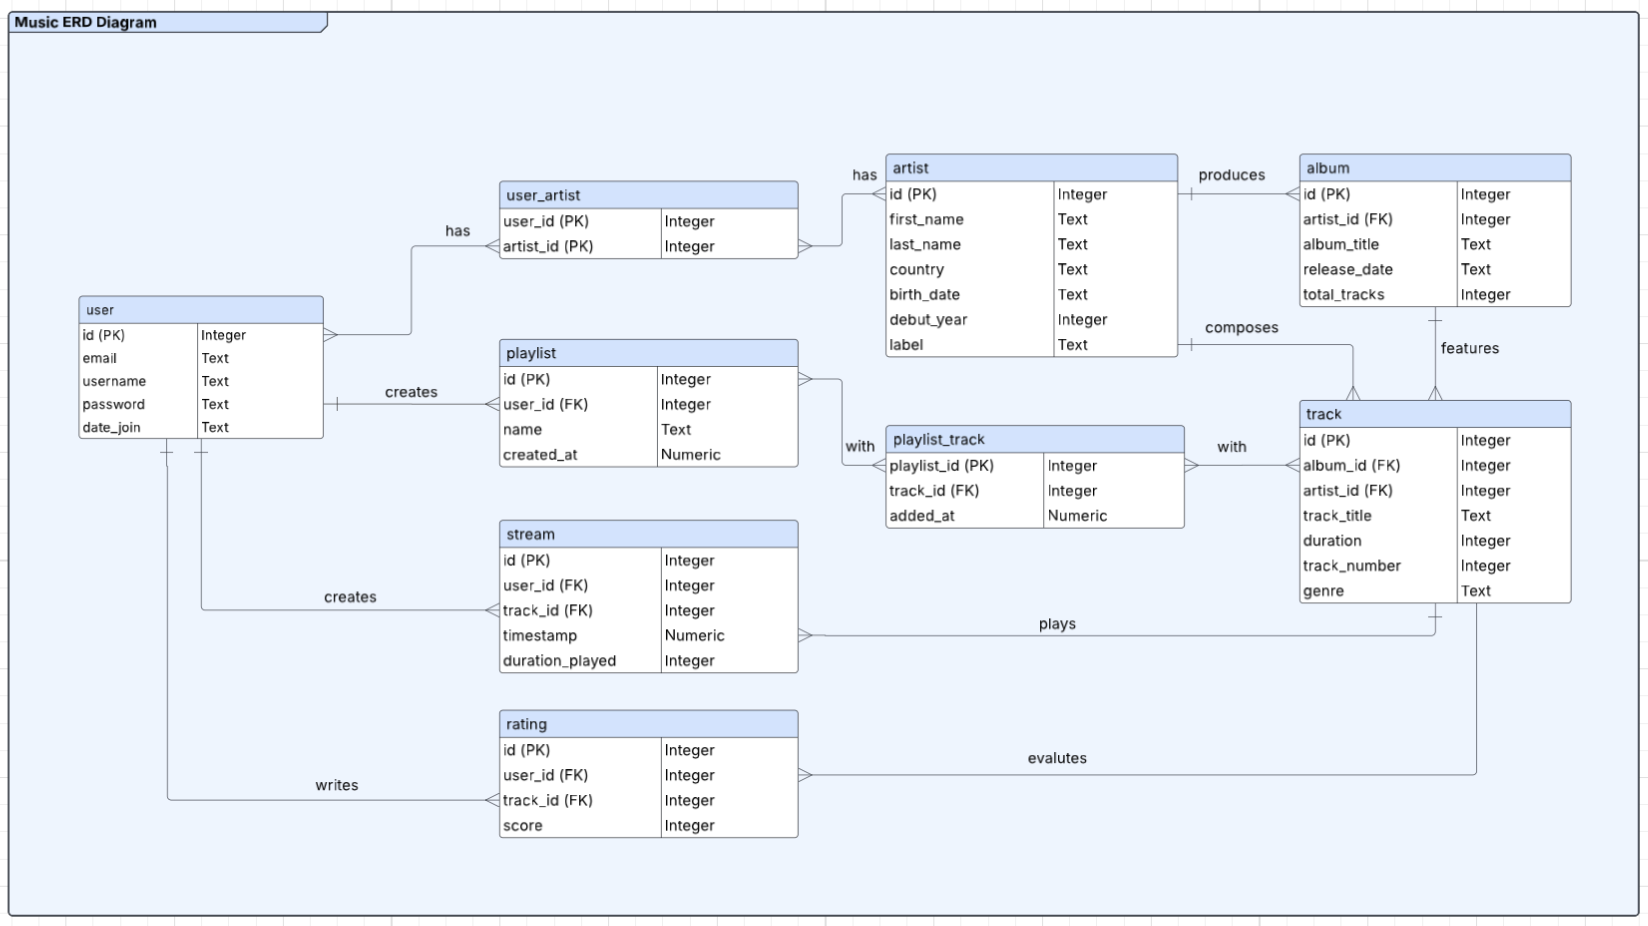 Music ERD Diagram
user
id (PK) Integer
email Text
username Text
password Text
date_join Text
has
creates
creates
writes
user_artist
user_id (PK) Integer
artist_id (PK) Integer
playlist
id (PK) Integer
user_id (FK) Integer
name Text
created_at Numeric
stream
id (PK) Integer
user_id (FK) Integer
track_id (FK) Integer
timestamp Numeric
duration_played Integer
rating
id (PK) Integer
user_id (FK) Integer
track_id (FK) Integer
score Integer
has
with
artist
id (PK) Integer
first_name Text
last_name Text
country Text
birth_date Text
debut_year Integer
label Text
playlist_track
playlist_id (PK) Integer
track_id (FK) Integer
added_at Numeric
produces
composes
with
plays
evalutes
album
id (PK) Integer
artist_id (FK) Integer
album_title Text
release_date Text
total_tracks Integer
features
track
id (PK) Integer
album_id (FK) Integer
artist_id (FK) Integer
track_title Text
duration Integer
track_number Integer
genre Text